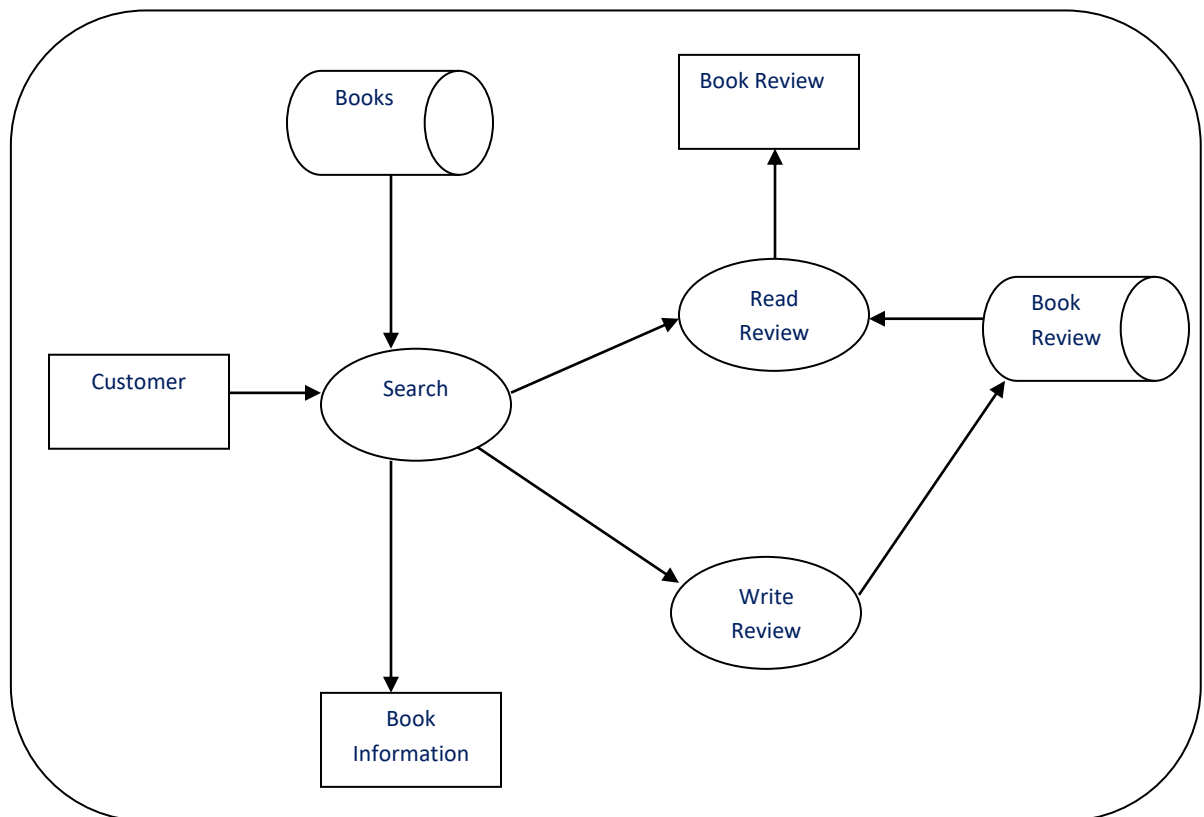 Books
Book Review
Customer
Search
Read
Review
Book
Review
Write
Review
Book
Information